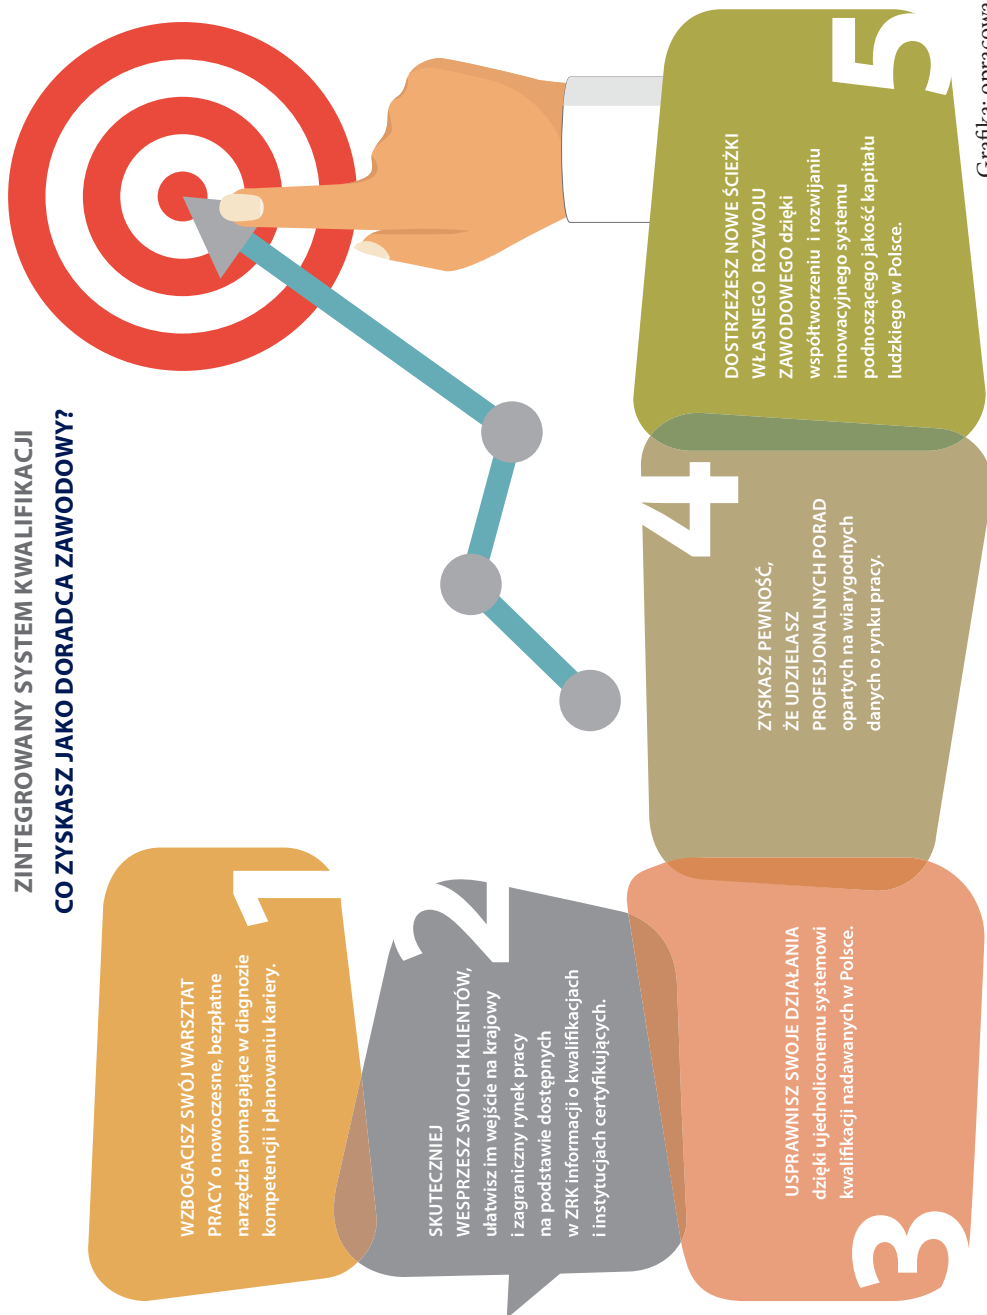 ZINTEGROWANY SYSTEM KWALIFIKACJI
CO ZYSKASZ JAKO DORADCA ZAWODOWY?
1
WZBOGACISZ SWÓJ WARSZTAT
PRACY o nowoczesne, bezpłatne
narzędzia pomagające w diagnozie
kompetencji i planowaniu kariery.
2
SKUTECZNIEJ
WESPRZESZ SWOICH KLIENTÓW,
ułatwisz im wejście na krajowy
i zagraniczny rynek pracy
na podstawie dostępnych
w ZRK informacji o kwalifikacjach
i instytucjach certyfikujących.
3
USPRAWNISZ SWOJE DZIAŁANIA
dzięki ujednoliconemu systemowi
kwalifikacji nadawanych w Polsce.
4
ZYSKASZ PEWNOŚĆ,
ŻE UDZIELASZ
PROFESJONALNYCH PORAD
opartych na wiarygodnych
danych o rynku pracy.
5
DOSTRZEŻESZ NOWE ŚCIEŻKI
WŁASNEGO ROZWOJU
ZAWODOWEGO dzięki
współtworzeniu i rozwijaniu
innowacyjnego systemu
podnoszącego jakość kapitału
ludzkiego w Polsce.
Grafika: opracowa